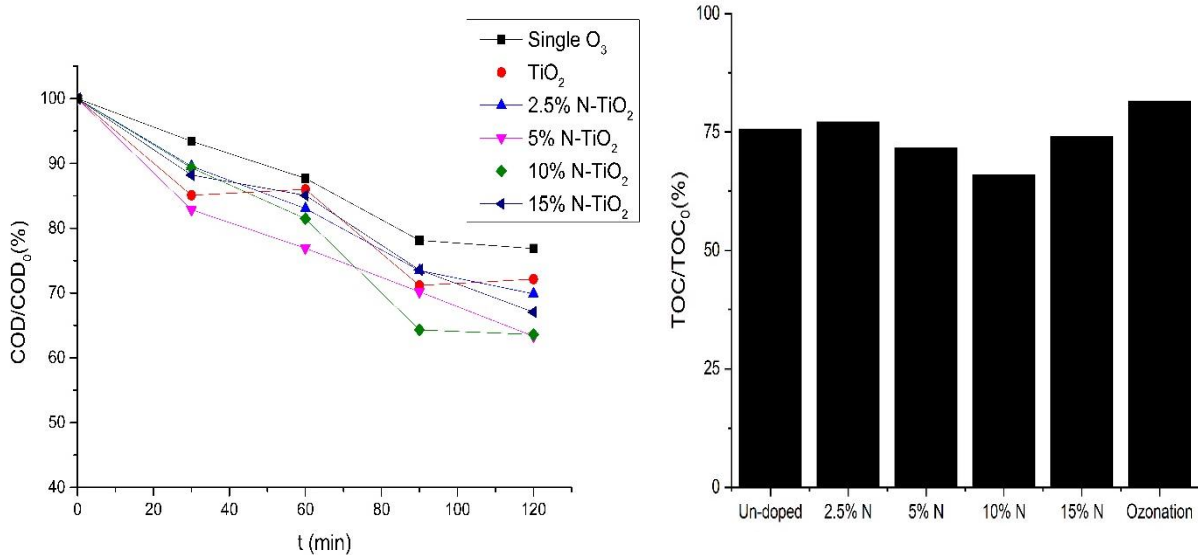 Single O₃
TiO₂
2.5% N-TiO₂
5% N-TiO₂
10% N-TiO₂
15% N-TiO₂
COD/COD₀(%)
100
90
80
70
60
50
40
0 20 40 60 80 100 120
t (min)
TOC/TOC₀(%)
100
75
50
25
0
Un-doped 2.5% N 5% N 10% N 15% N Ozonation